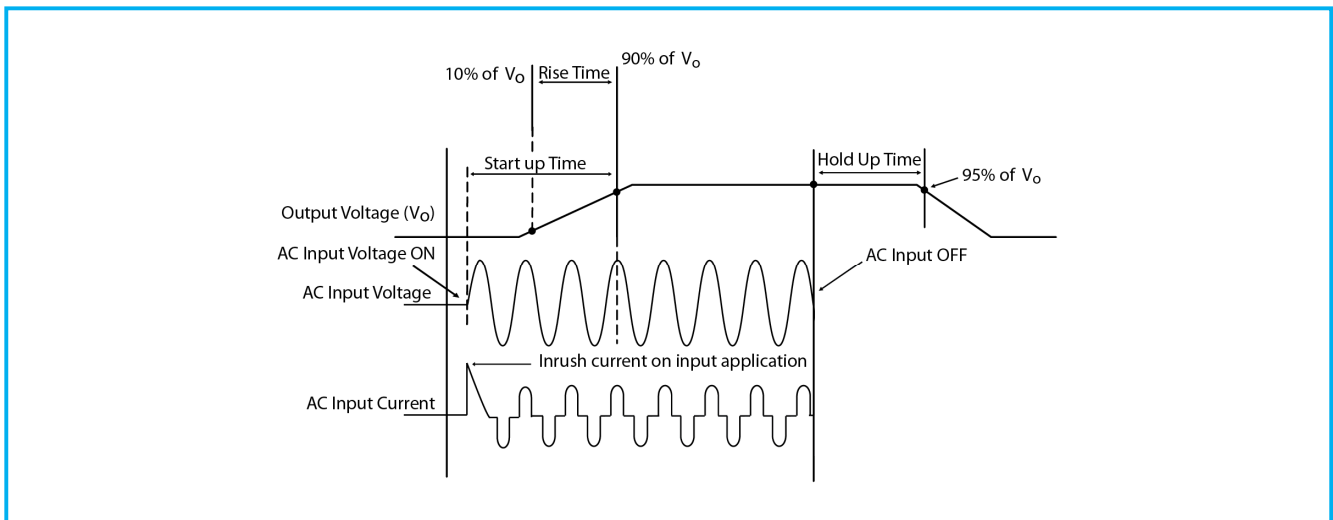 90% of Vo
10% of Vo
Rise Time
Start up Time
Hold Up Time
95% of Vo
Output Voltage (Vo)
AC Input Voltage ON
AC Input OFF
AC Input Voltage
Inrush current on input application
AC Input Current